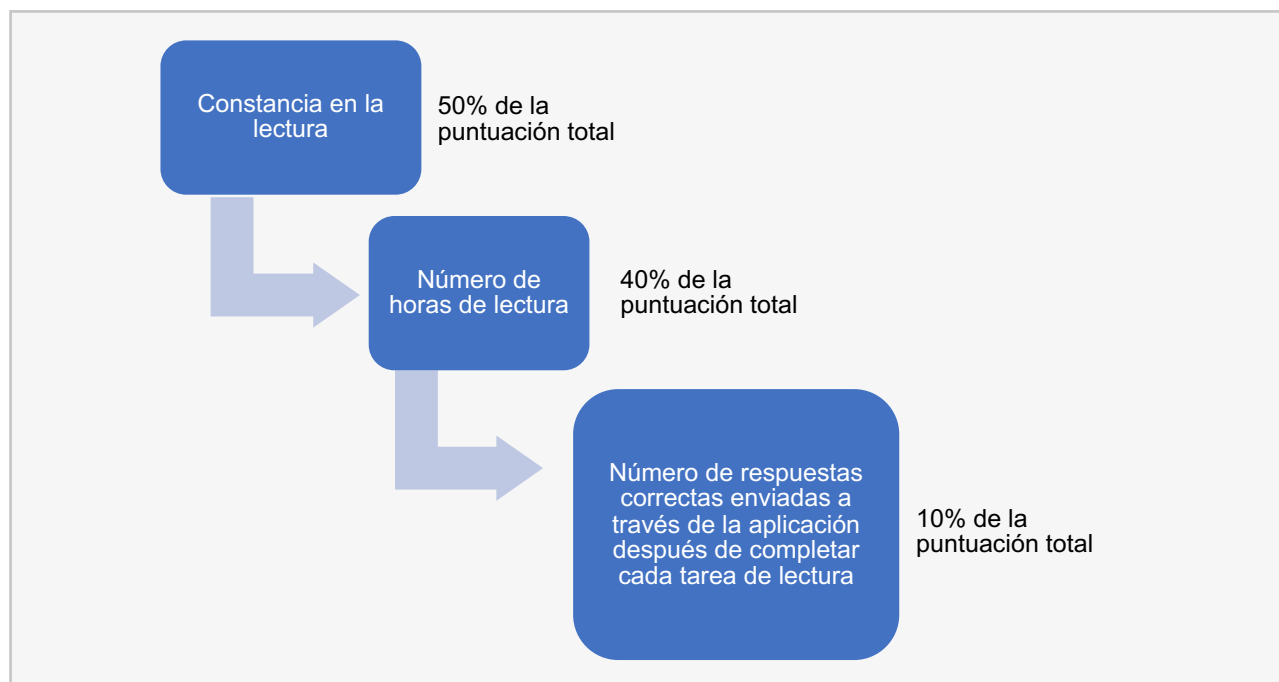 Constancia en la
lectura
50% de la
puntuación total
Número de
horas de lectura
40% de la
puntuación total
Número de respuestas
correctas enviadas a
través de la aplicación
después de completar
cada tarea de lectura
10% de la
puntuación total